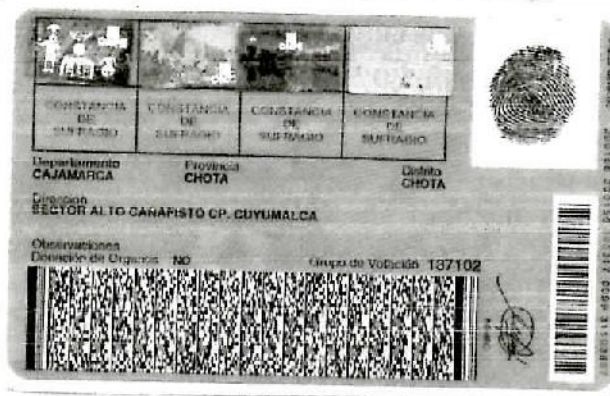 CONSTANCIA DE SUFRAGIO
CONSTANCIA DE SUFRAGIO
CONSTANCIA DE SUFRAGIO
CONSTANCIA DE SUFRAGIO
Departamento Provincia Distrito
CAJAMARCA CHOTA CHOTA
Dirección
SECTOR ALTO CAÑAFISTO CP. CUYUMALCA
Observaciones
Donación de Organos NO Grupo de Votación 137102